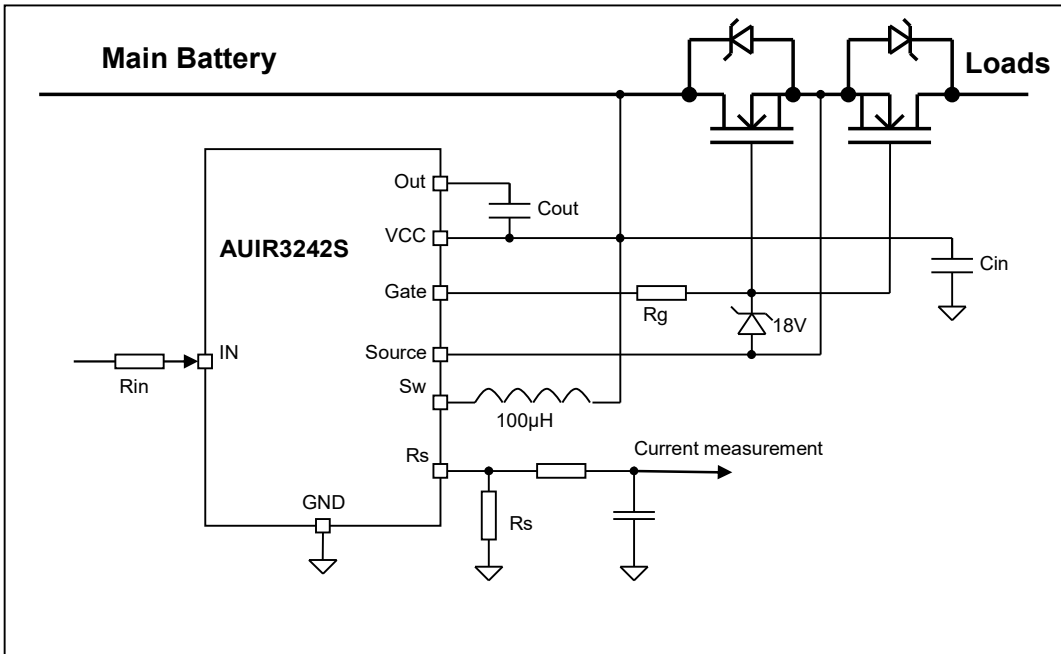 Main Battery
Loads
Out
Cout
VCC
AUIR3242S
Cin
Gate
Rg
18V
Source
IN
Rin
Sw
100µH
Rs
Current measurement
GND
Rs